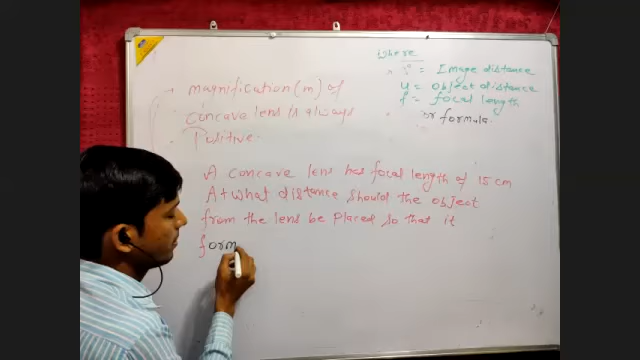 where
v = Image distance
magnification (m) of
u = object distance
f = focal length
concave lens is always
or formula.
Positive.
A concave lens has focal length of 15 cm
At what distance should the object
from the lens be placed so that it
form